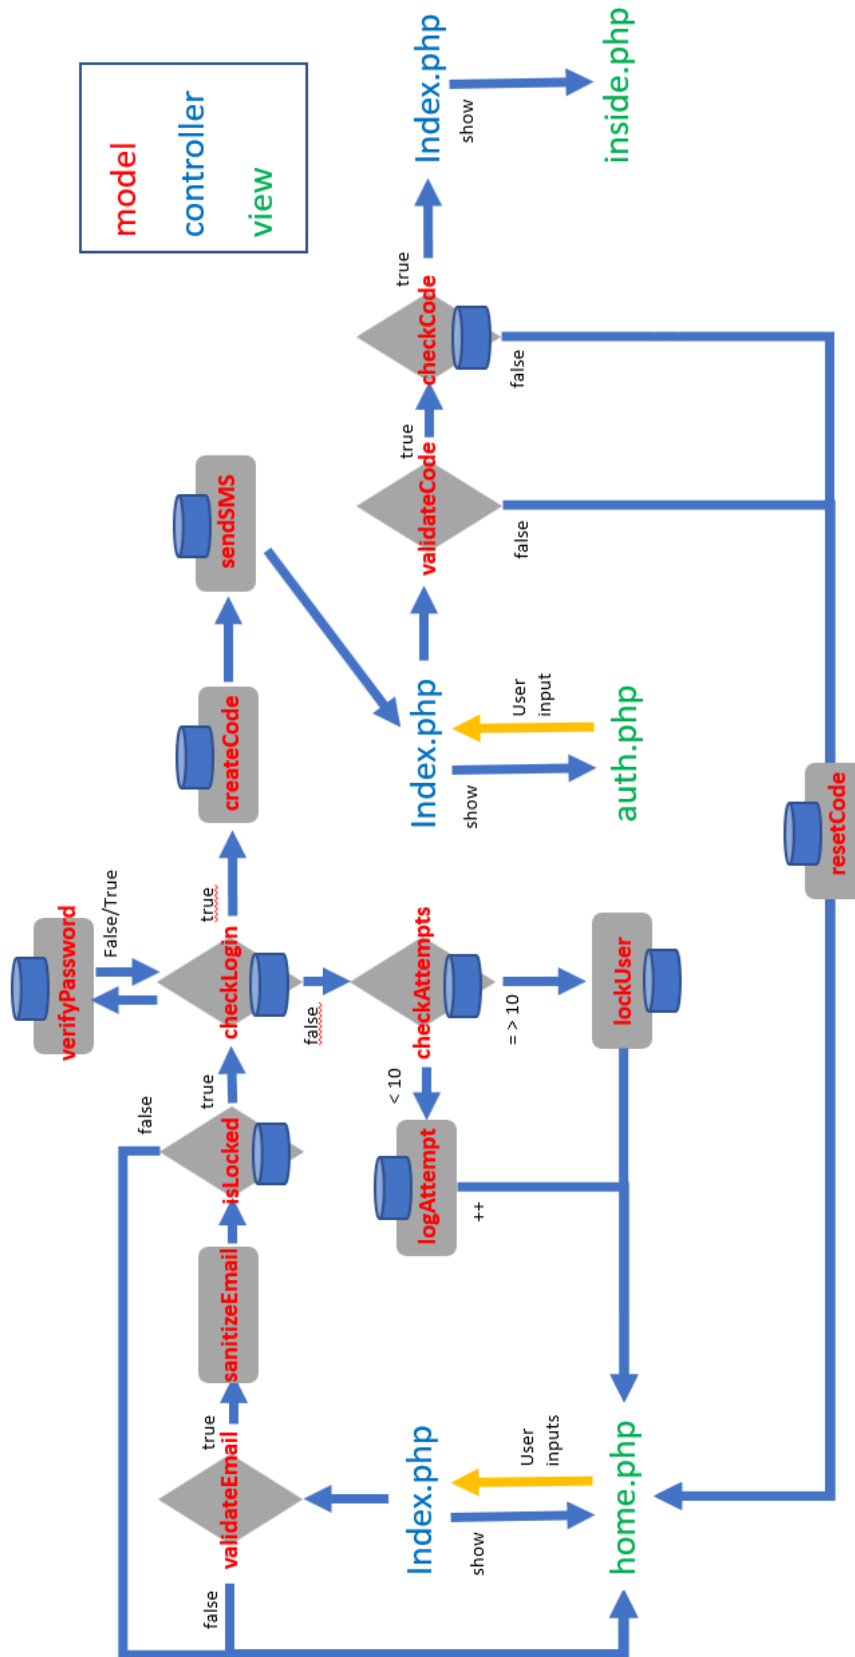 model
controller
view
verifyPassword
False/True
false
validateEmail
true
sanitizeEmail
isLocked
true
checkLogin
true
createCode
sendSMS
false
false
< 10
logAttempt
++
checkAttempts
= > 10
lockUser
Index.php
show
User
inputs
home.php
Index.php
show
User
input
auth.php
validateCode
true
false
checkCode
true
false
Index.php
show
inside.php
resetCode